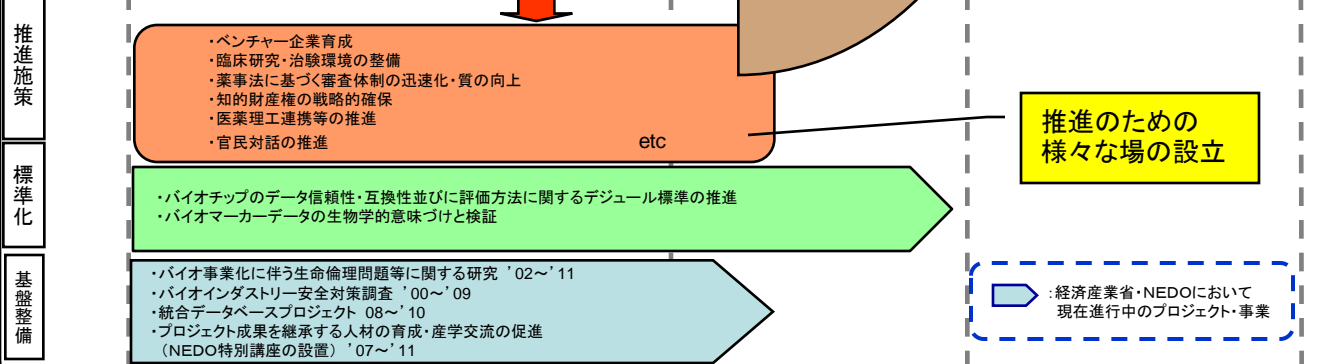 推進施策
・ベンチャー企業育成
・臨床研究・治験環境の整備
・薬事法に基づく審査体制の迅速化・質の向上
・知的財産権の戦略的確保
・医薬理工連携等の推進
・官民対話の推進
etc
推進のための
様々な場の設立
標準化
・バイオチップのデータ信頼性・互換性並びに評価方法に関するデジュール標準の推進
・バイオマーカーデータの生物学的意味づけと検証
基盤整備
・バイオ事業化に伴う生命倫理問題等に関する研究 ’02～’11
・バイオインダストリー安全対策調査 ’00～’09
・統合データベースプロジェクト 08～’10
・プロジェクト成果を継承する人材の育成・産学交流の促進
（NEDO特別講座の設置） ’07～’11
:経済産業省・NEDOにおいて
現在進行中のプロジェクト・事業